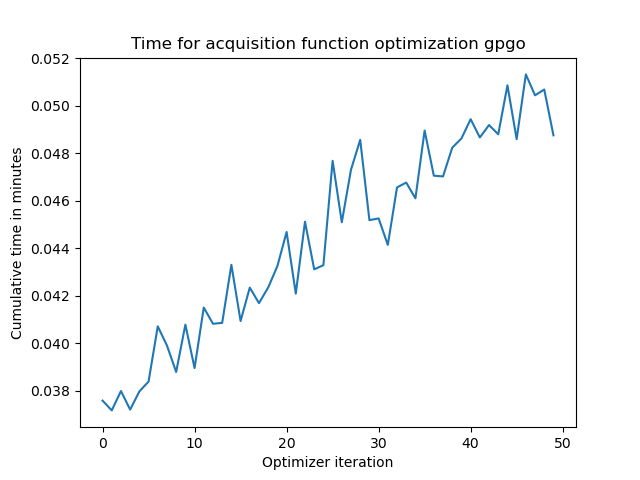 Time for acquisition function optimization gpgo
0.052
0.050
0.048
0.046
0.044
0.042
0.040
0.038
Cumulative time in minutes
0 10 20 30 40 50
Optimizer iteration